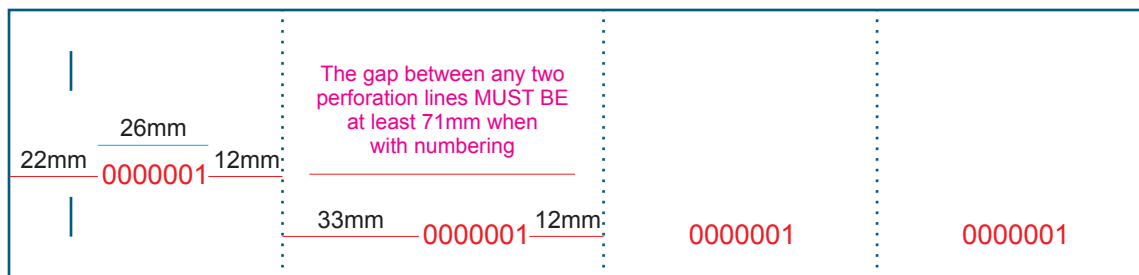 The gap between any two
perforation lines MUST BE
at least 71mm when
with numbering
26mm
22mm 0000001 12mm
33mm 0000001 12mm 0000001 0000001